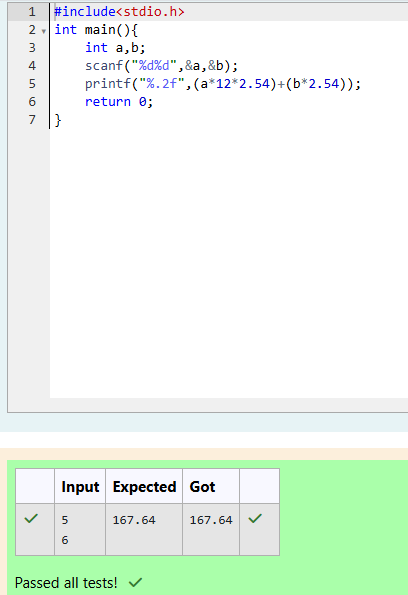 1 #include<stdio.h>
2 int main(){
3     int a,b;
4     scanf("%d%d",&a,&b);
5     printf("%.2f",(a*12*2.54)+(b*2.54));
6     return 0;
7 }
Input Expected Got
5 167.64 167.64
6
Passed all tests!